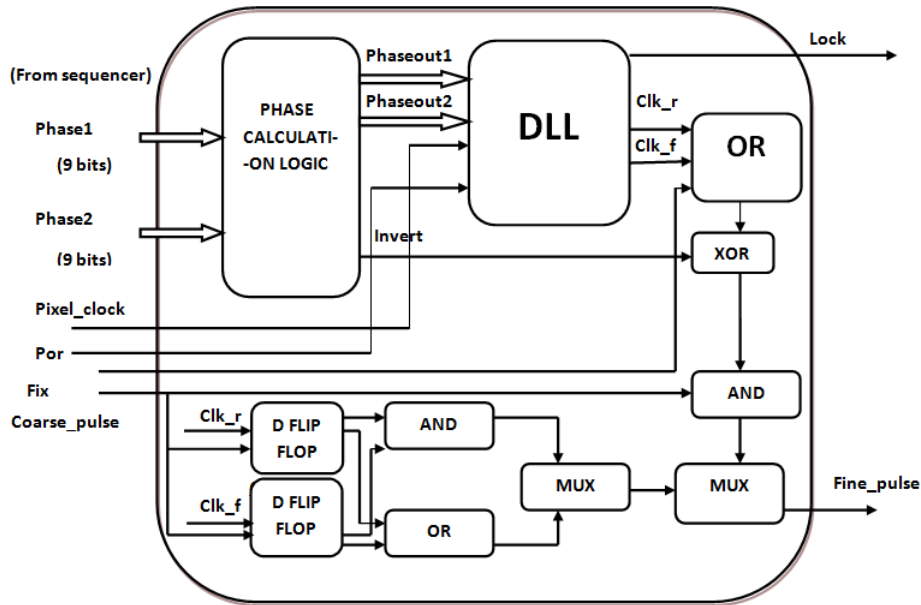 Lock
(From sequencer)
Phase1
(9 bits)
Phase2
(9 bits)
PHASE
CALCULATI-
-ON LOGIC
Phaseout1
Phaseout2
Invert
DLL
Clk_r
Clk_f
OR
XOR
Pixel_clock
Por
Fix
Coarse_pulse
AND
Clk_r
D FLIP
FLOP
Clk_f
D FLIP
FLOP
AND
OR
MUX
MUX
Fine_pulse